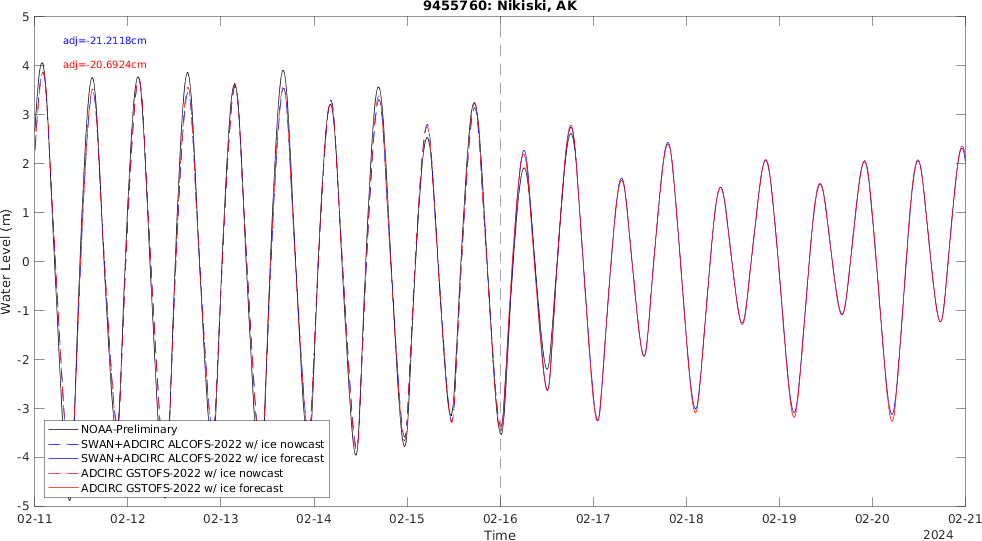 9455760: Nikiski, AK
adj=-21.2118cm
adj=-20.6924cm
5
4
3
2
1
0
-1
-2
-3
-4
-5
Water Level (m)
NOAA-Preliminary
SWAN+ADCIRC ALCOFS-2022 w/ ice nowcast
SWAN+ADCIRC ALCOFS-2022 w/ ice forecast
ADCIRC GSTOFS-2022 w/ ice nowcast
ADCIRC GSTOFS-2022 w/ ice forecast
02-11 02-12 02-13 02-14 02-15 02-16 02-17 02-18 02-19 02-20 02-21
Time
2024